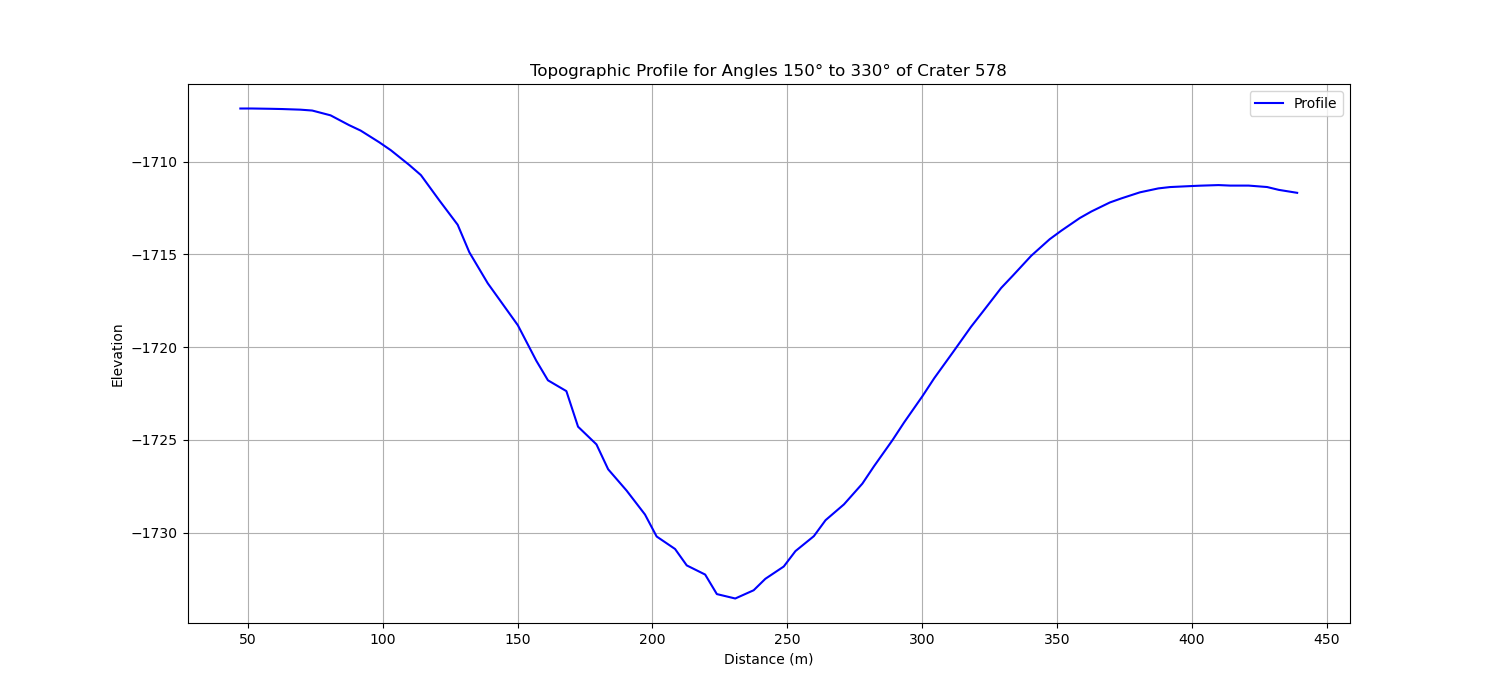 Topographic Profile for Angles 150° to 330° of Crater 578
Profile
−1710
−1715
−1720
−1725
−1730
Elevation
50 100 150 200 250 300 350 400 450
Distance (m)